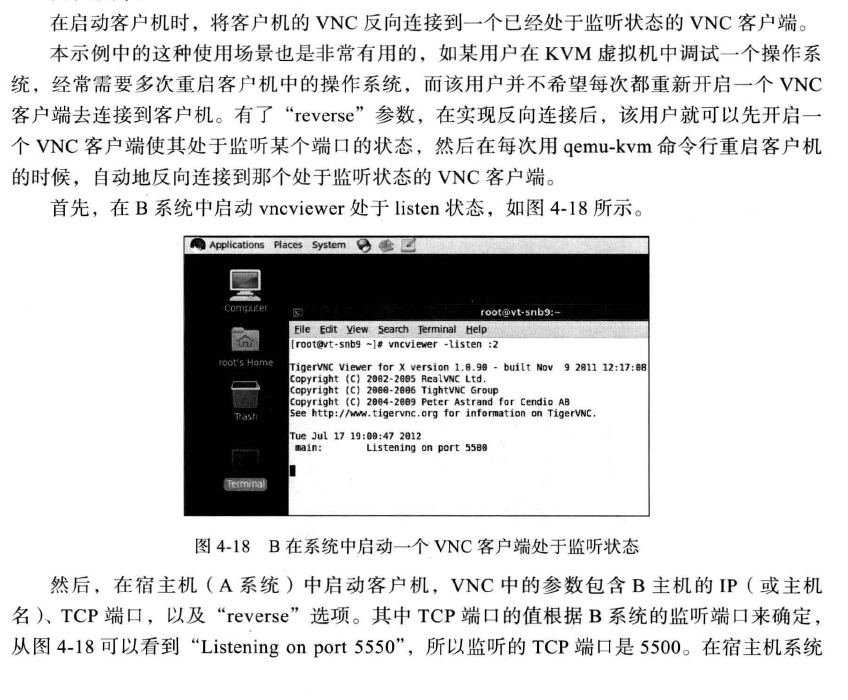 在启动客户机时，将客户机的 VNC 反向连接到一个已经处于监听状态的 VNC 客户端。
本示例中的这种使用场景也是非常有用的，如某用户在 KVM 虚拟机中调试一个操作系
统，经常需要多次重启客户机中的操作系统，而该用户并不希望每次都重新开启一个 VNC
客户端去连接到客户机。有了“reverse”参数，在实现反向连接后，该用户就可以先开启一
个 VNC 客户端使其处于监听某个端口的状态，然后在每次用 qemu-kvm 命令行重启客户机
的时候，自动地反向连接到那个处于监听状态的 VNC 客户端。
首先，在 B 系统中启动 vncviewer 处于 listen 状态，如图 4-18 所示。
Applications Places System
Computer
root's Home
Trash
Terminal
root@vt-snb9:~
File Edit View Search Terminal Help
[root@vt-snb9 ~]# vncviewer -listen :2
TigerVNC Viewer for X version 1.0.90 - built Nov 9 2011 12:17:08
Copyright (C) 2002-2005 RealVNC Ltd.
Copyright (C) 2000-2006 TightVNC Group
Copyright (C) 2004-2009 Peter Astrand for Cendio AB
See http://www.tigervnc.org for information on TigerVNC.
Tue Jul 17 19:00:47 2012
main: Listening on port 5500
图 4-18 B 在系统中启动一个 VNC 客户端处于监听状态
然后，在宿主机（A 系统）中启动客户机，VNC 中的参数包含 B 主机的 IP（或主机
名）、TCP 端口，以及“reverse”选项。其中 TCP 端口的值根据 B 系统的监听端口来确定，
从图 4-18 可以看到“Listening on port 5550”，所以监听的 TCP 端口是 5500。在宿主机系统